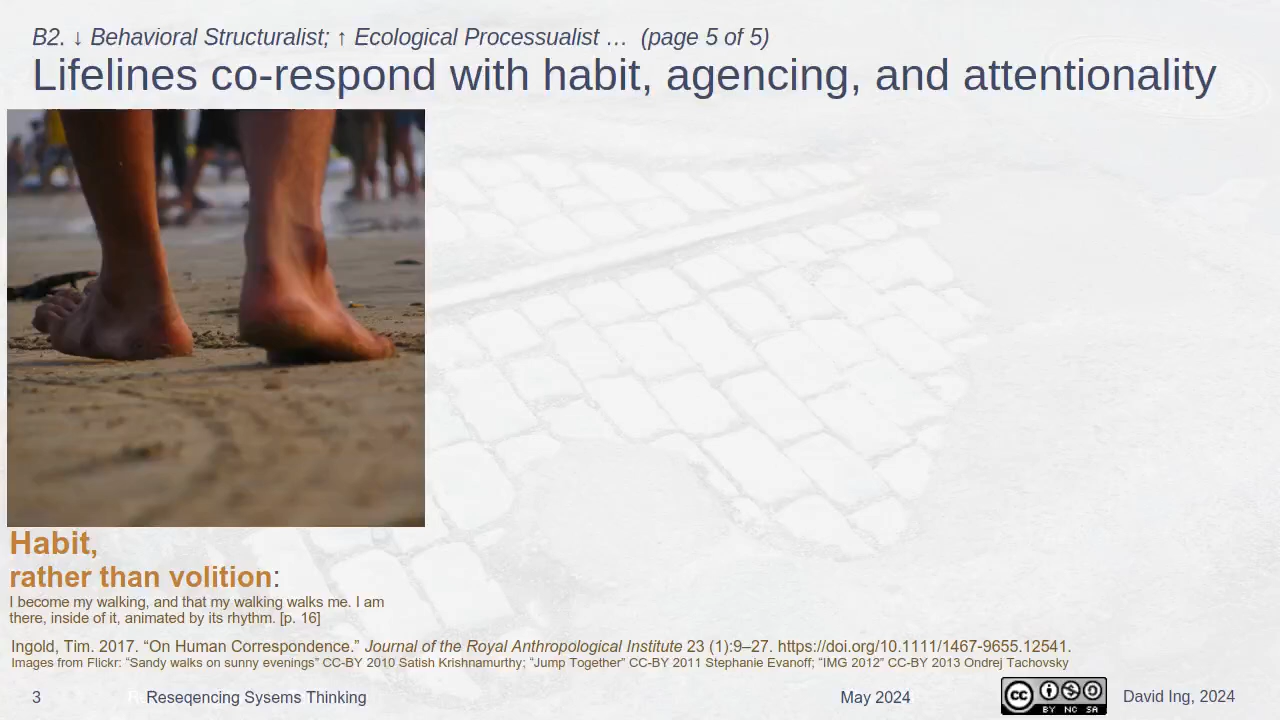 B2. ↓ Behavioral Structuralist; ↑ Ecological Processualist … (page 5 of 5)
Lifelines co-respond with habit, agencing, and attentionality
Habit,
rather than volition:
I become my walking, and that my walking walks me. I am
there, inside of it, animated by its rhythm. [p. 16]
Ingold, Tim. 2017. “On Human Correspondence.” Journal of the Royal Anthropological Institute 23 (1):9–27. https://doi.org/10.1111/1467-9655.12541.
Images from Flickr: “Sandy walks on sunny evenings” CC-BY 2010 Satish Krishnamurthy; “Jump Together” CC-BY 2011 Stephanie Evanoff; “IMG 2012” CC-BY 2013 Ondrej Tachovsky
3 Reseqencing Sysems Thinking May 2024 cc BY NC SA David Ing, 2024